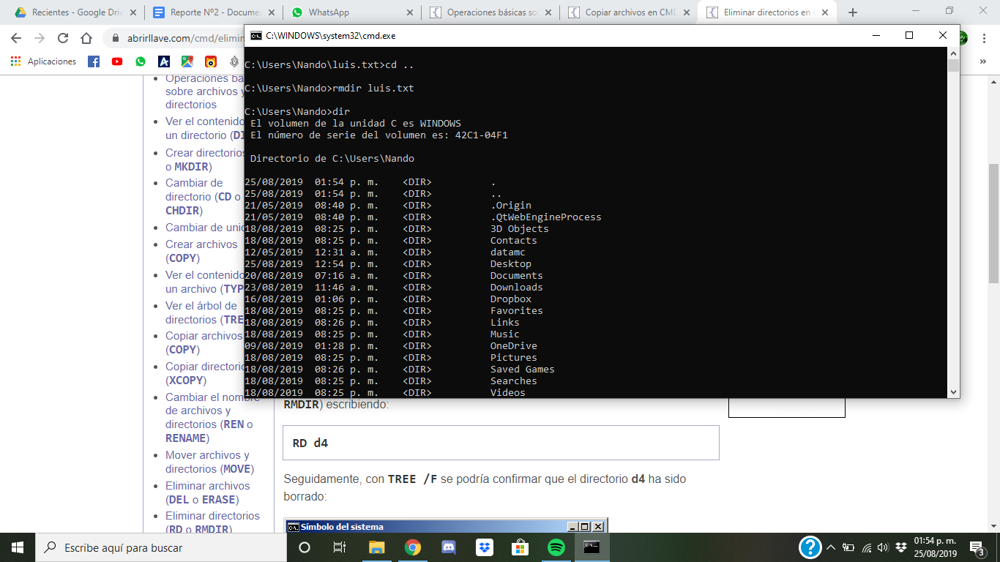 Recientes - Google Driv
Reporte Nº2 - Documen
WhatsApp
Operaciones básicas so
Copiar archivos en CMD
Eliminar directorios en C
abrirllave.com/cmd/elimin
Aplicaciones
»
C:\WINDOWS\system32\cmd.exe
C:\Users\Nando\luis.txt>cd ..
C:\Users\Nando>rmdir luis.txt
C:\Users\Nando>dir
El volumen de la unidad C es WINDOWS
El número de serie del volumen es: 42C1-04F1
Directorio de C:\Users\Nando
25/08/2019 01:54 p. m. <DIR> .
25/08/2019 01:54 p. m. <DIR> ..
21/05/2019 08:40 p. m. <DIR> .Origin
21/05/2019 08:40 p. m. <DIR> .QtWebEngineProcess
18/08/2019 08:25 p. m. <DIR> 3D Objects
18/08/2019 08:25 p. m. <DIR> Contacts
12/05/2019 12:31 a. m. <DIR> datamc
25/08/2019 12:54 p. m. <DIR> Desktop
20/08/2019 07:16 a. m. <DIR> Documents
23/08/2019 11:46 a. m. <DIR> Downloads
16/08/2019 01:06 p. m. <DIR> Dropbox
18/08/2019 08:25 p. m. <DIR> Favorites
18/08/2019 08:26 p. m. <DIR> Links
18/08/2019 08:25 p. m. <DIR> Music
09/08/2019 01:28 p. m. <DIR> OneDrive
18/08/2019 08:25 p. m. <DIR> Pictures
18/08/2019 08:26 p. m. <DIR> Saved Games
18/08/2019 08:25 p. m. <DIR> Searches
18/08/2019 08:25 p. m. <DIR> Videos
Operaciones bá
sobre archivos y
directorios
Ver el contenido
un directorio (DI
Crear directorios
o MKDIR)
Cambiar de
directorio (CD o
CHDIR)
Cambiar de unid
Crear archivos
(COPY)
Ver el contenido
un archivo (TYP
Ver el árbol de
directorios (TRE
Copiar archivos
(COPY)
Copiar directorio
(XCOPY)
Cambiar el nombre
de archivos y
directorios (REN o
RENAME)
Mover archivos y
directorios (MOVE)
Eliminar archivos
(DEL o ERASE)
Eliminar directorios
(RD o RMDIR)
RMDIR) escribiendo:
RD d4
Seguidamente, con TREE /F se podría confirmar que el directorio d4 ha sido
borrado:
Símbolo del sistema
Escribe aquí para buscar
01:54 p. m.
25/08/2019
3